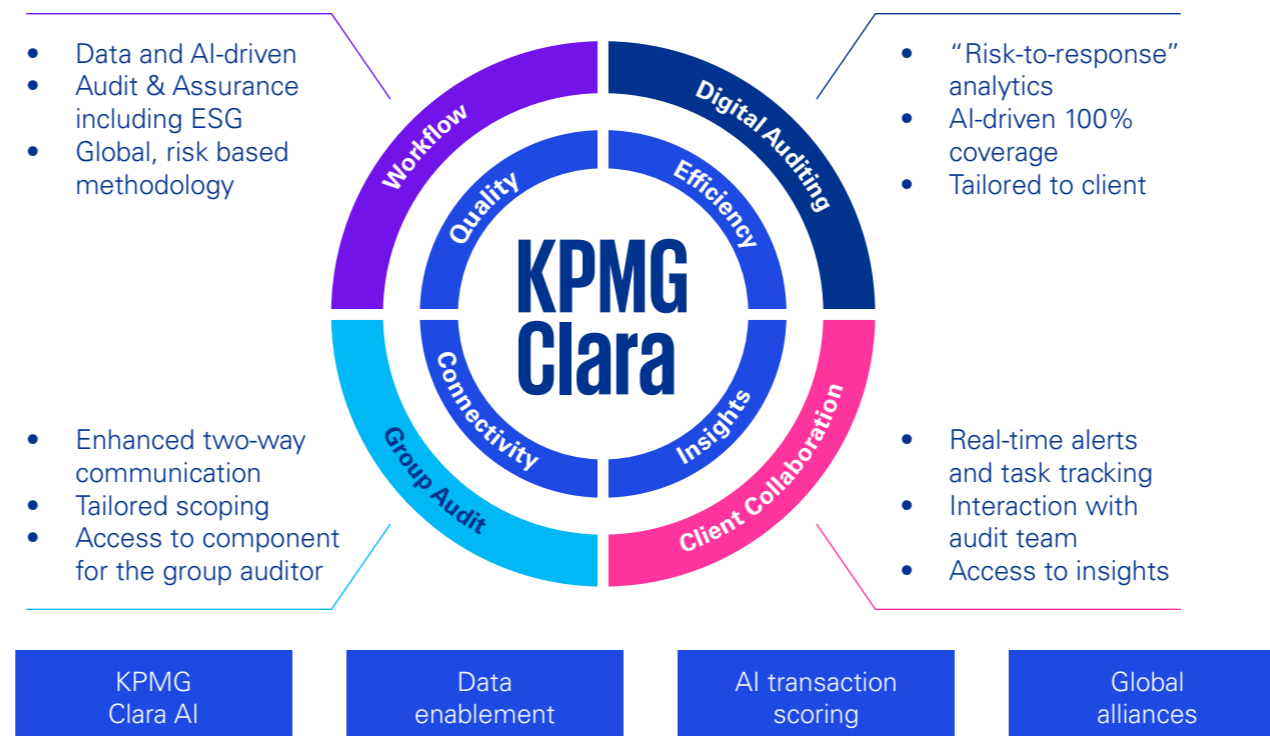 • Data and AI-driven
• Audit & Assurance
including ESG
• Global, risk based
methodology
• “Risk-to-response”
analytics
• AI-driven 100%
coverage
• Tailored to client
Workflow
Digital Auditing
Quality
Efficiency
KPMG
Clara
Connectivity
Insights
Group Audit
Client Collaboration
• Enhanced two-way
communication
• Tailored scoping
• Access to component
for the group auditor
• Real-time alerts
and task tracking
• Interaction with
audit team
• Access to insights
KPMG
Clara AI
Data
enablement
AI transaction
scoring
Global
alliances